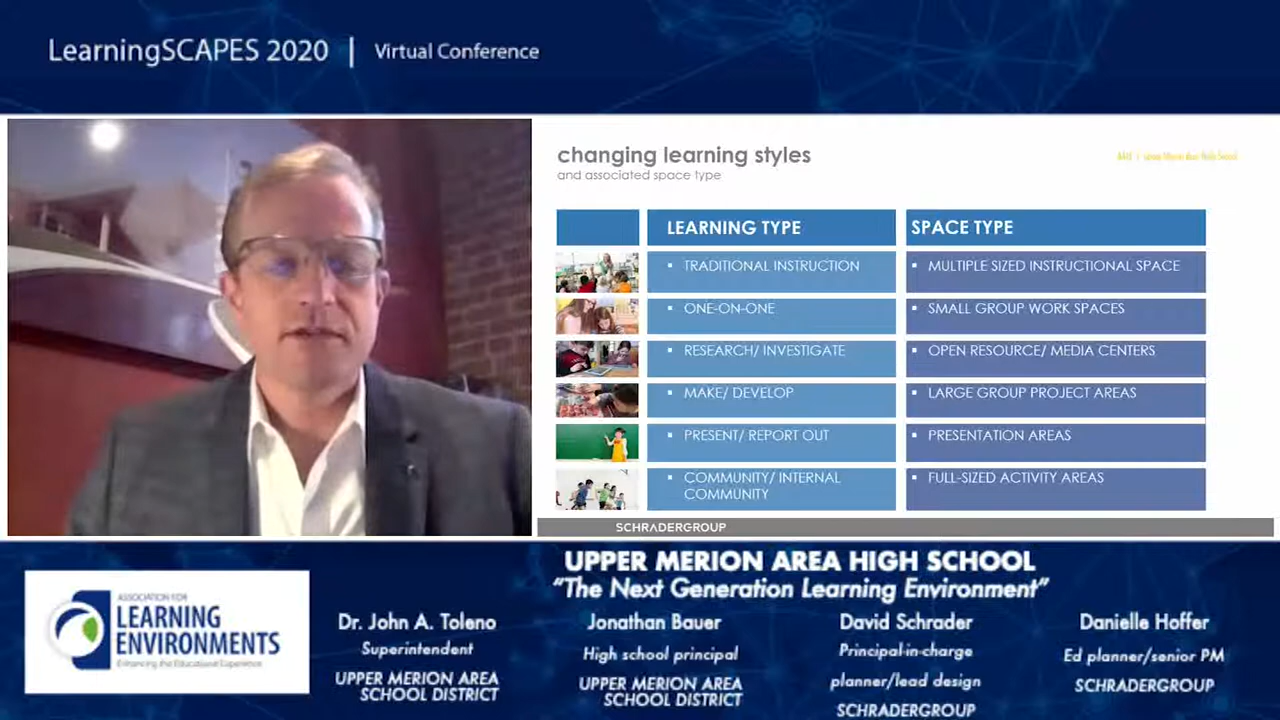 LearningSCAPES 2020 | Virtual Conference
changing learning styles
and associated space type
LEARNING TYPE
SPACE TYPE
▪ TRADITIONAL INSTRUCTION
▪ MULTIPLE SIZED INSTRUCTIONAL SPACE
▪ ONE-ON-ONE
▪ SMALL GROUP WORK SPACES
▪ RESEARCH/ INVESTIGATE
▪ OPEN RESOURCE/ MEDIA CENTERS
▪ MAKE/ DEVELOP
▪ LARGE GROUP PROJECT AREAS
▪ PRESENT/ REPORT OUT
▪ PRESENTATION AREAS
▪ COMMUNITY/ INTERNAL
COMMUNITY
▪ FULL-SIZED ACTIVITY AREAS
SCHRADERGROUP
UPPER MERION AREA HIGH SCHOOL
“The Next Generation Learning Environment”
ASSOCIATION FOR
LEARNING
ENVIRONMENTS
Enhancing the Educational Experience
Dr. John A. Toleno
Superintendent
UPPER MERION AREA
SCHOOL DISTRICT
Jonathan Bauer
High school principal
UPPER MERION AREA
SCHOOL DISTRICT
David Schrader
Principal-in-charge
planner/lead design
SCHRADERGROUP
Danielle Hoffer
Ed planner/senior PM
SCHRADERGROUP